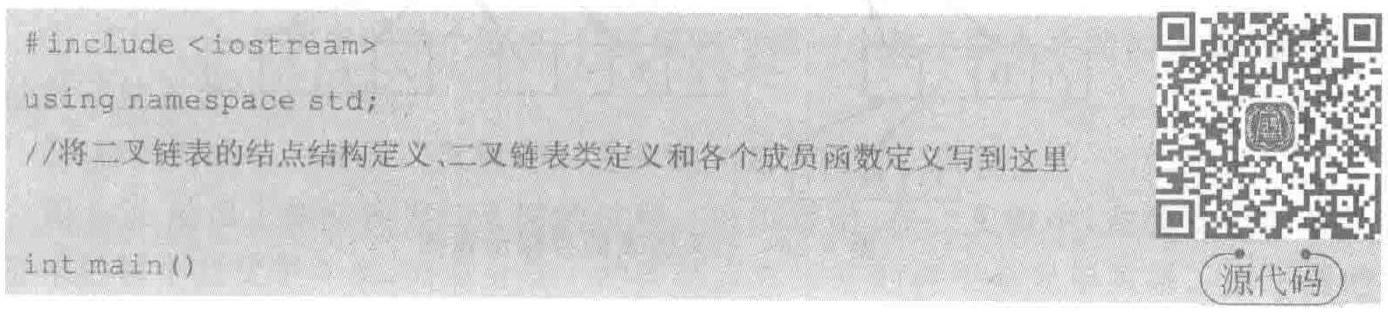 #include <iostream>
using namespace std;
//将二叉链表的结点结构定义、二叉链表类定义和各个成员函数定义写到这里
int main()
源代码